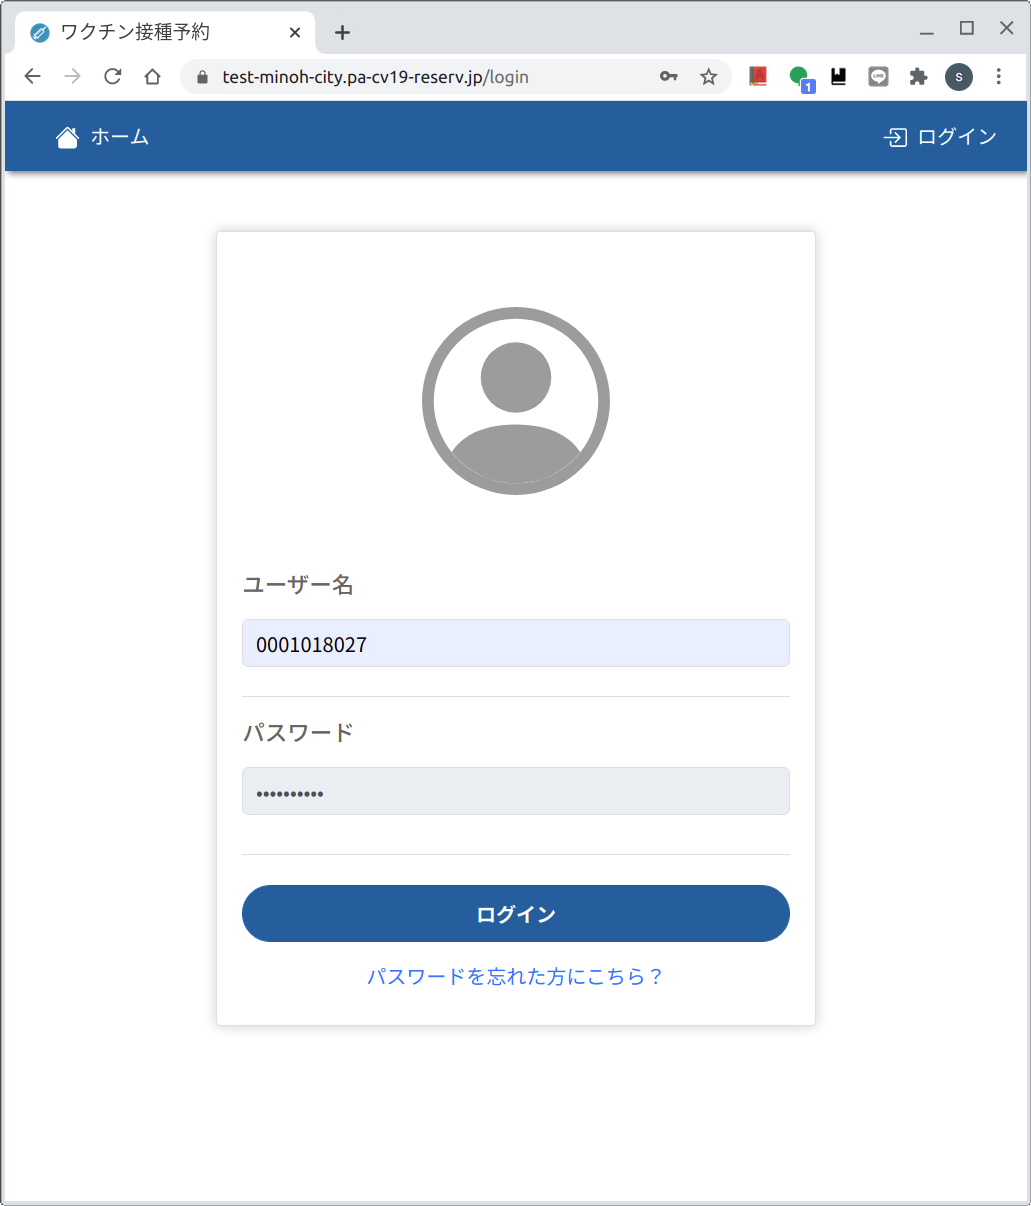 ワクチン接種予約
test-minoh-city.pa-cv19-reserv.jp/login
1
s
ホーム
ログイン
ユーザー名
0001018027
パスワード
••••••••••
ログイン
パスワードを忘れた方にこちら？